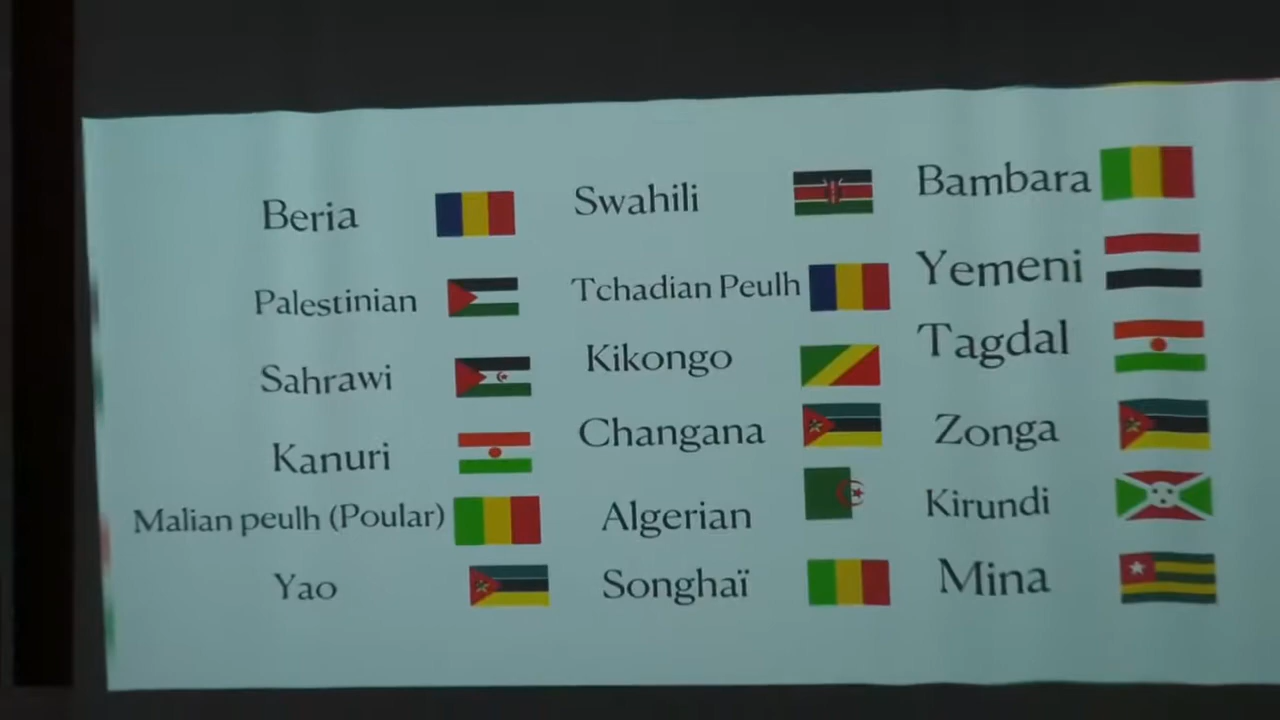 Beria
Palestinian
Sahrawi
Kanuri
Malian peulh (Poular)
Yao
Swahili
Tchadian Peulh
Kikongo
Changana
Algerian
Songhaï
Bambara
Yemeni
Tagdal
Zonga
Kirundi
Mina